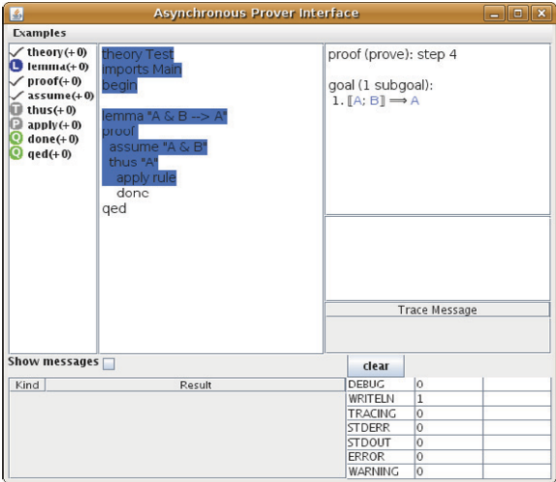 Asynchronous Prover Interface
Examples
theory(+0)
L lemma(+0)
proof(+0)
assume(+0)
T thus(+0)
P apply(+0)
Q done(+0)
Q qed(+0)
theory Test
imports Main
begin
lemma "A & B --> A"
proof
assume "A & B"
thus "A"
apply rule
done
qed
proof (prove): step 4
goal (1 subgoal):
1. ⟦A; B⟧ ⟹ A
Trace Message
Show messages
clear
Kind Result
DEBUG 0
WRITELN 1
TRACING 0
STDERR 0
STDOUT 0
ERROR 0
WARNING 0